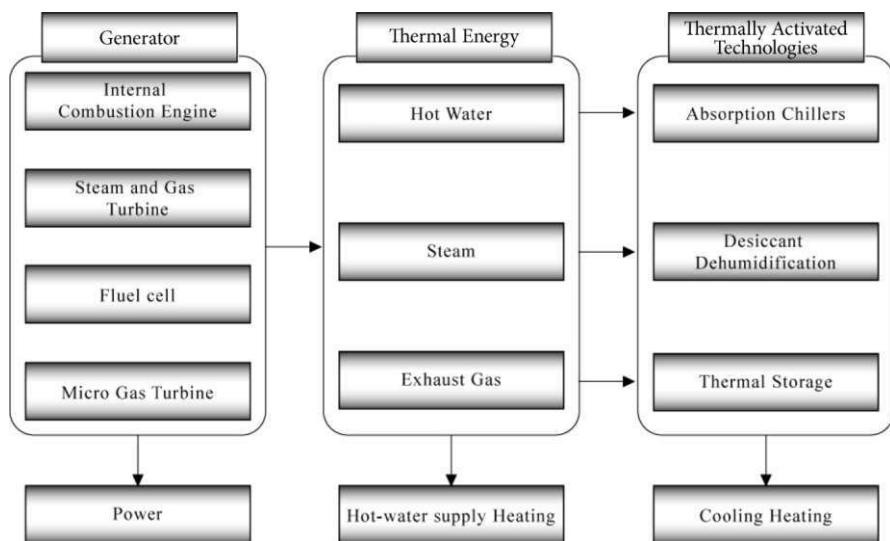 Generator
Internal
Combustion Engine
Steam and Gas
Turbine
Fluel cell
Micro Gas Turbine
Power
Thermal Energy
Hot Water
Steam
Exhaust Gas
Hot-water supply Heating
Thermally Activated
Technologies
Absorption Chillers
Desiccant
Dehumidification
Thermal Storage
Cooling Heating